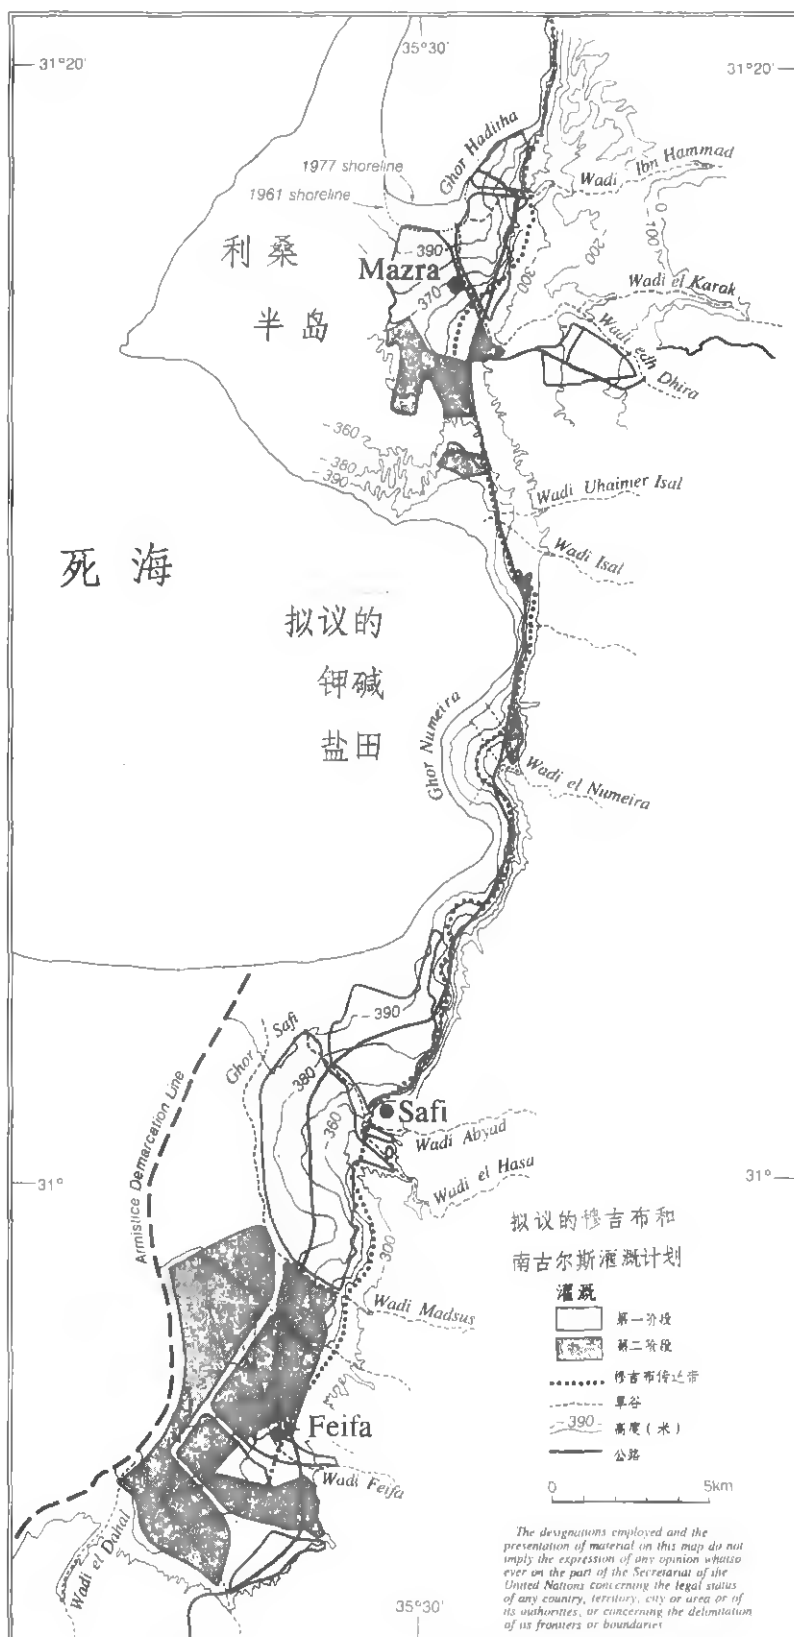 35°30'
31°20'
31°20'
Ghor Haditha
Wadi Ibn Hammad
1977 shoreline
1961 shoreline
0
100
200
300
利桑
半岛
-390
Mazra
370
Wadi el Karak
Wadi edh Dhira
-360
-380
-390
Wadi Uhaimer Isal
Wadi Isal
死海
拟议的
钾碱
盐田
Ghor Numeira
Wadi el Numeira
-390
Ghor Safi
380
-360
Safi
Wadi Abyad
Wadi el Hasa
Armistice Demarcation Line
31°
31°
-300
Wadi Madsus
Feifa
Wadi Feifa
Wadi el Dahal
35°30'
拟议的穆吉布和
南古尔斯灌溉计划
灌溉
第一阶段
第二阶段
穆吉布传送带
旱谷
-390- 高度(米)
公路
0 5km
The designations employed and the
presentation of material on this map do not
imply the expression of any opinion whatso
ever on the part of the Secretariat of the
United Nations concerning the legal status
of any country, territory, city or area or of
its authorities, or concerning the delimitation
of its frontiers or boundaries